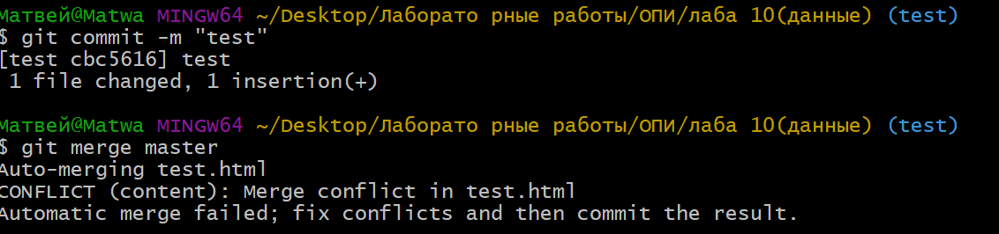 Матвей@Matwa MINGW64 ~/Desktop/Лаборато рные работы/ОПИ/лаба 10(данные) (test)
$ git commit -m "test"
[test cbc5616] test
 1 file changed, 1 insertion(+)
Матвей@Matwa MINGW64 ~/Desktop/Лаборато рные работы/ОПИ/лаба 10(данные) (test)
$ git merge master
Auto-merging test.html
CONFLICT (content): Merge conflict in test.html
Automatic merge failed; fix conflicts and then commit the result.